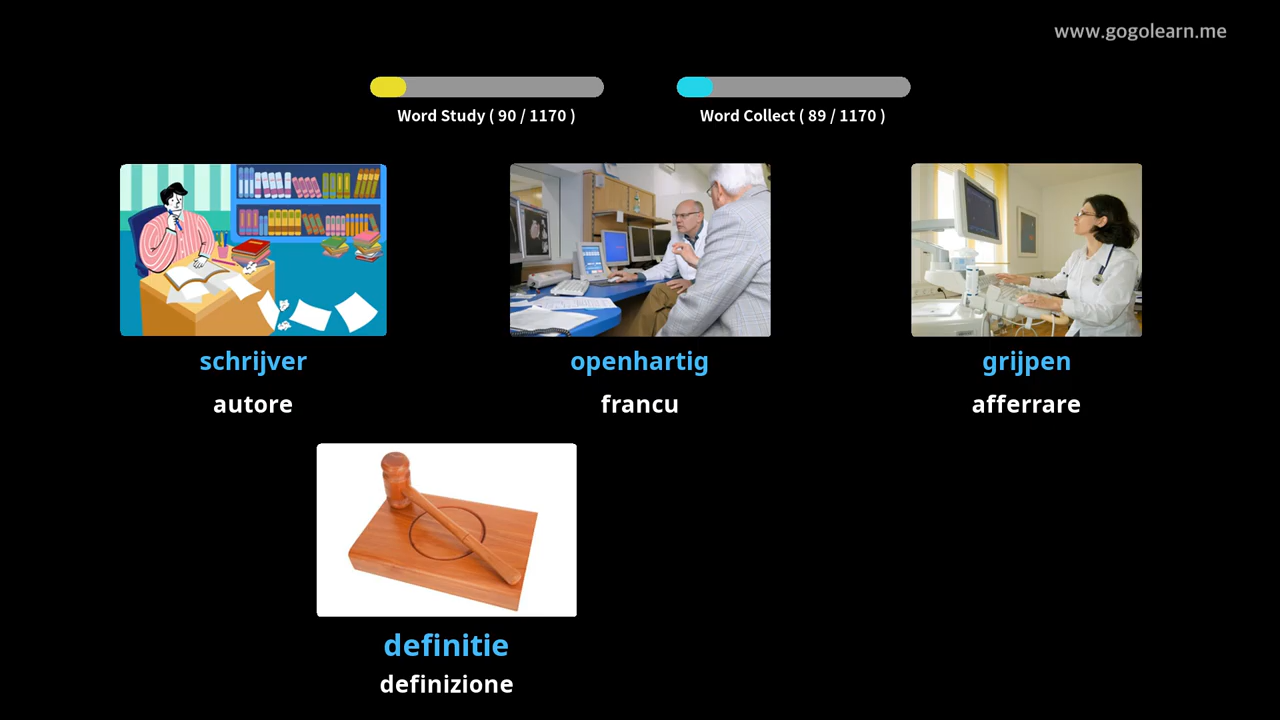 www.gogolearn.me
Word Study ( 90 / 1170 )
Word Collect ( 89 / 1170 )
schrijver
openhartig
grijpen
autore
francu
afferrare
definitie
definizione